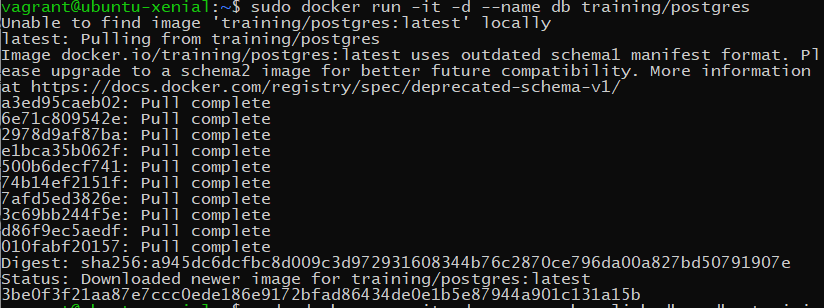 vagrant@ubuntu-xenial:~$ sudo docker run -it -d --name db training/postgres
Unable to find image 'training/postgres:latest' locally
latest: Pulling from training/postgres
Image docker.io/training/postgres:latest uses outdated schema1 manifest format. Pl
ease upgrade to a schema2 image for better future compatibility. More information
at https://docs.docker.com/registry/spec/deprecated-schema-v1/
a3ed95caeb02: Pull complete
6e71c809542e: Pull complete
2978d9af87ba: Pull complete
e1bca35b062f: Pull complete
500b6decf741: Pull complete
74b14ef2151f: Pull complete
7afd5ed3826e: Pull complete
3c69bb244f5e: Pull complete
d86f9ec5aedf: Pull complete
010fabf20157: Pull complete
Digest: sha256:a945dc6dcfbc8d009c3d972931608344b76c2870ce796da00a827bd50791907e
Status: Downloaded newer image for training/postgres:latest
3be0f3f21aa87e7ccc0ede186e9172bfad86434de0e1b5e87944a901c131a15b